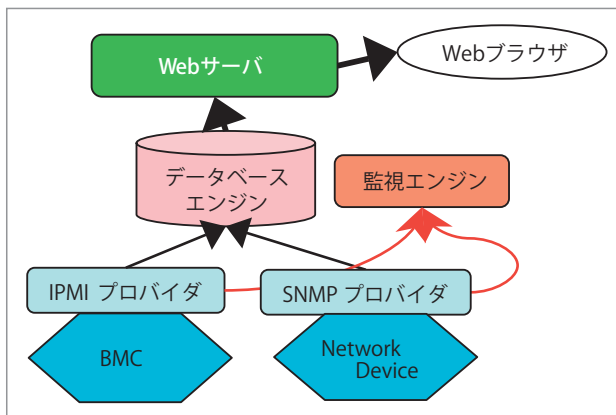 Webサーバ
Webブラウザ
データベース
エンジン
監視エンジン
IPMI プロバイダ
SNMP プロバイダ
BMC
Network
Device